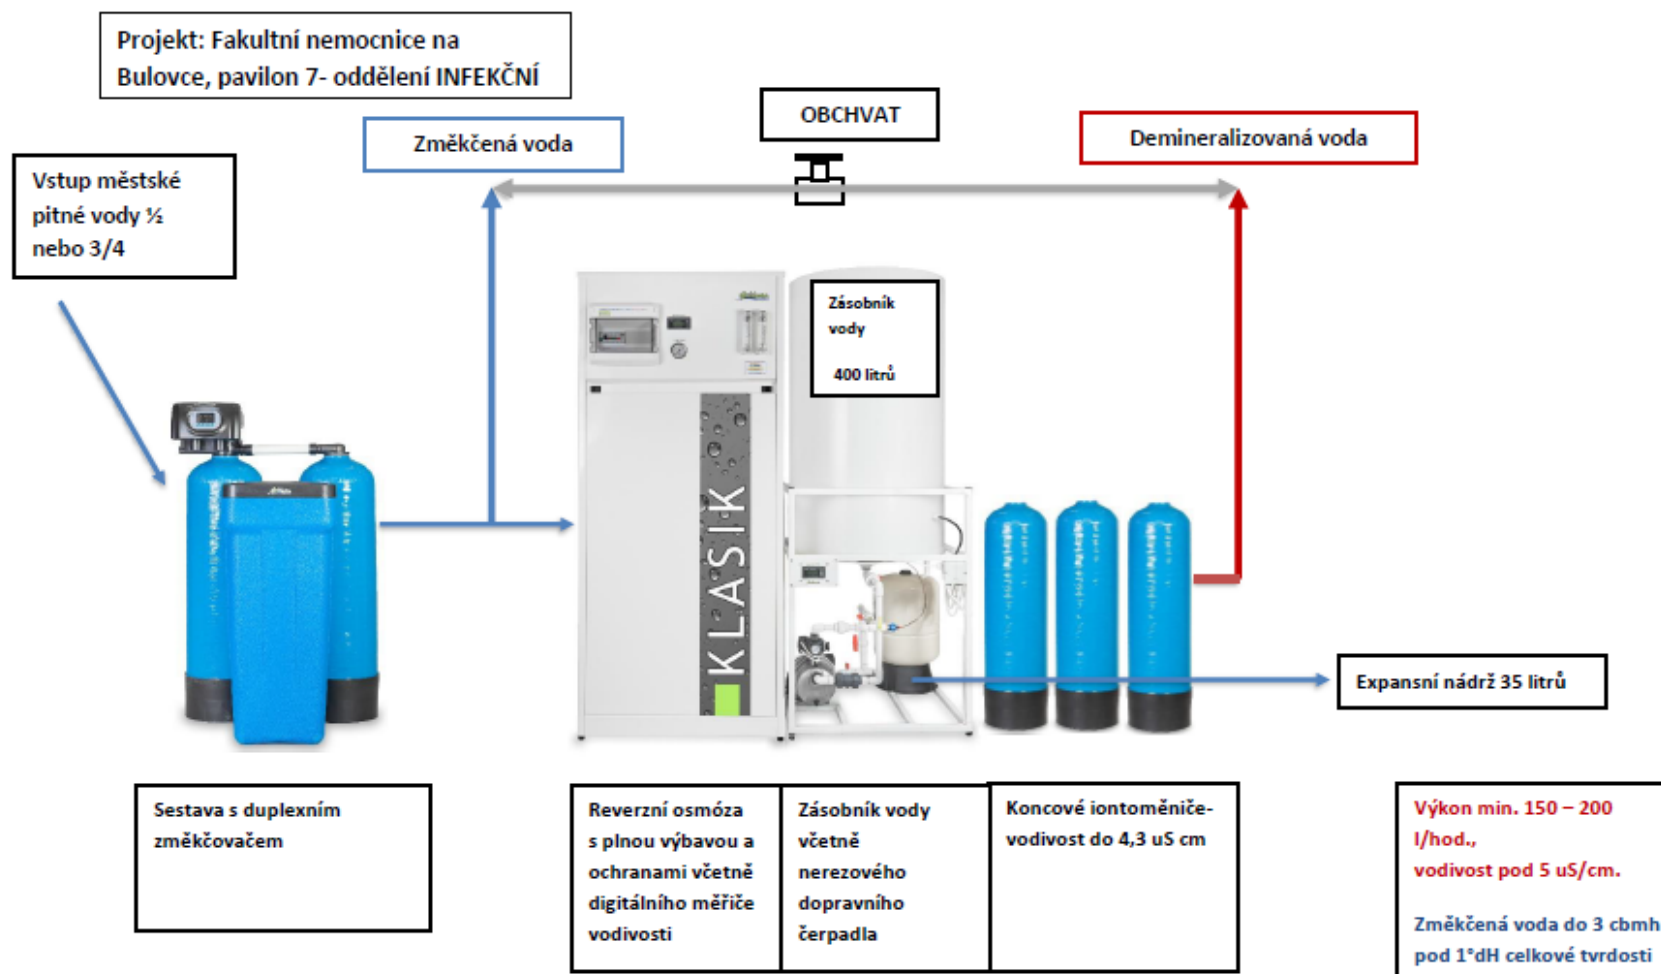 Projekt: Fakultní nemocnice na
Bulovce, pavilon 7- oddělení INFEKČNÍ
OBCHVAT
Změkčená voda
Demineralizovaná voda
Vstup městské
pitné vody ½
nebo 3/4
Zásobník
vody
400 litrů
KLASIK
Expansní nádrž 35 litrů
Sestava s duplexním
změkčovačem
Reverzní osmóza
s plnou výbavou a
ochranami včetně
digitálního měřiče
vodivosti
Zásobník vody
včetně
nerezového
dopravního
čerpadla
Koncové iontoměniče-
vodivost do 4,3 uS cm
Výkon min. 150 – 200
l/hod.,
vodivost pod 5 uS/cm.
Změkčená voda do 3 cbmh
pod 1°dH celkové tvrdosti